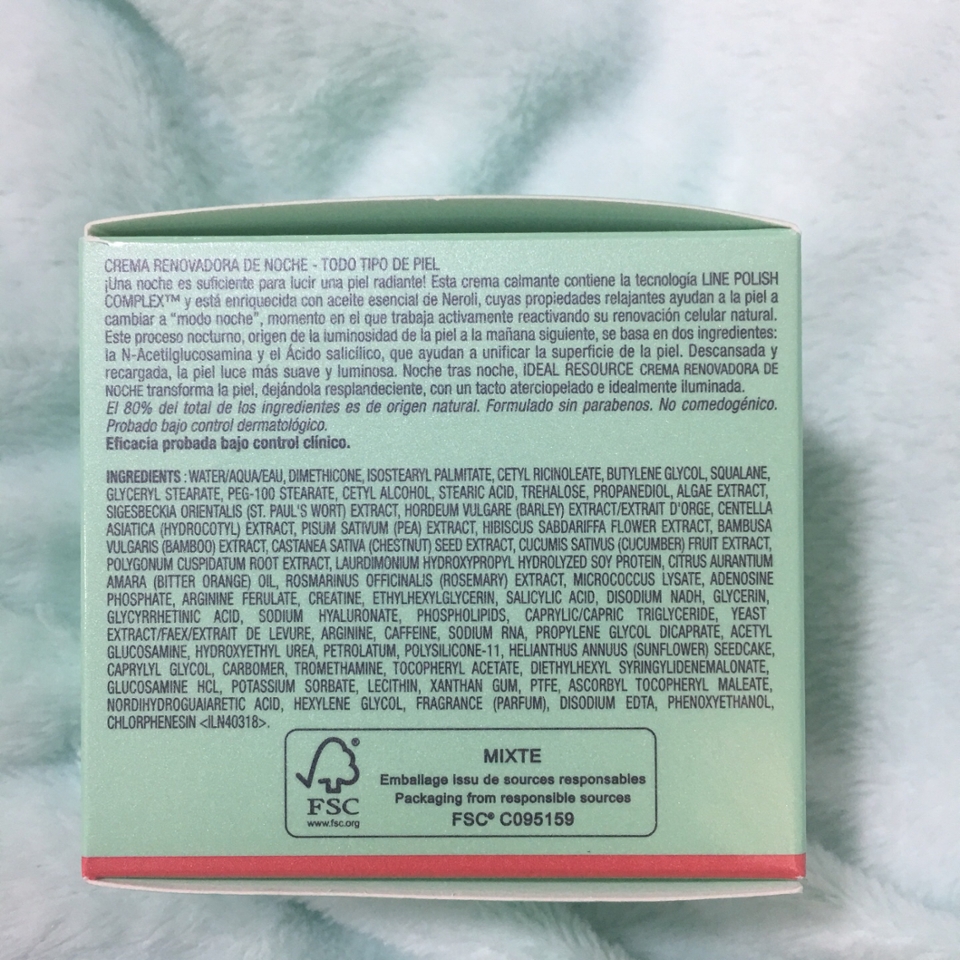 CREMA RENOVADORA DE NOCHE - TODO TIPO DE PIEL
¡Una noche es suficiente para lucir una piel radiante! Esta crema calmante contiene la tecnología LINE POLISH
COMPLEX™ y está enriquecida con aceite esencial de Neroli, cuyas propiedades relajantes ayudan a la piel a
cambiar a “modo noche”, momento en el que trabaja activamente reactivando su renovación celular natural.
Este proceso nocturno, origen de la luminosidad de la piel a la mañana siguiente, se basa en dos ingredientes:
la N-Acetilglucosamina y el Ácido salicílico, que ayudan a unificar la superficie de la piel. Descansada y
recargada, la piel luce más suave y luminosa. Noche tras noche, IDEAL RESOURCE CREMA RENOVADORA DE
NOCHE transforma la piel, dejándola resplandeciente, con un tacto aterciopelado e idealmente iluminada.
El 80% del total de los ingredientes es de origen natural. Formulado sin parabenos. No comedogénico.
Probado bajo control dermatológico.
Eficacia probada bajo control clínico.
INGREDIENTS : WATER/AQUA/EAU, DIMETHICONE, ISOSTEARYL PALMITATE, CETYL RICINOLEATE, BUTYLENE GLYCOL, SQUALANE,
GLYCERYL STEARATE, PEG-100 STEARATE, CETYL ALCOHOL, STEARIC ACID, TREHALOSE, PROPANEDIOL, ALGAE EXTRACT,
SIGESBECKIA ORIENTALIS (ST. PAUL'S WORT) EXTRACT, HORDEUM VULGARE (BARLEY) EXTRACT/EXTRAIT D'ORGE, CENTELLA
ASIATICA (HYDROCOTYL) EXTRACT, PISUM SATIVUM (PEA) EXTRACT, HIBISCUS SABDARIFFA FLOWER EXTRACT, BAMBUSA
VULGARIS (BAMBOO) EXTRACT, CASTANEA SATIVA (CHESTNUT) SEED EXTRACT, CUCUMIS SATIVUS (CUCUMBER) FRUIT EXTRACT,
POLYGONUM CUSPIDATUM ROOT EXTRACT, LAURDIMONIUM HYDROXYPROPYL HYDROLYZED SOY PROTEIN, CITRUS AURANTIUM
AMARA (BITTER ORANGE) OIL, ROSMARINUS OFFICINALIS (ROSEMARY) EXTRACT, MICROCOCCUS LYSATE, ADENOSINE
PHOSPHATE, ARGININE FERULATE, CREATINE, ETHYLHEXYLGLYCERIN, SALICYLIC ACID, DISODIUM NADH, GLYCERIN,
GLYCYRRHETINIC ACID, SODIUM HYALURONATE, PHOSPHOLIPIDS, CAPRYLIC/CAPRIC TRIGLYCERIDE, YEAST
EXTRACT/FAEX/EXTRAIT DE LEVURE, ARGININE, CAFFEINE, SODIUM RNA, PROPYLENE GLYCOL DICAPRATE, ACETYL
GLUCOSAMINE, HYDROXYETHYL UREA, PETROLATUM, POLYSILICONE-11, HELIANTHUS ANNUUS (SUNFLOWER) SEEDCAKE,
CAPRYLYL GLYCOL, CARBOMER, TROMETHAMINE, TOCOPHERYL ACETATE, DIETHYLHEXYL SYRINGYLIDENEMALONATE,
GLUCOSAMINE HCL, POTASSIUM SORBATE, LECITHIN, XANTHAN GUM, PTFE, ASCORBYL TOCOPHERYL MALEATE,
NORDIHYDROGUAIARETIC ACID, HEXYLENE GLYCOL, FRAGRANCE (PARFUM), DISODIUM EDTA, PHENOXYETHANOL,
CHLORPHENESIN <ILN40318>.
FSC
www.fsc.org
MIXTE
Emballage issu de sources responsables
Packaging from responsible sources
FSC® C095159